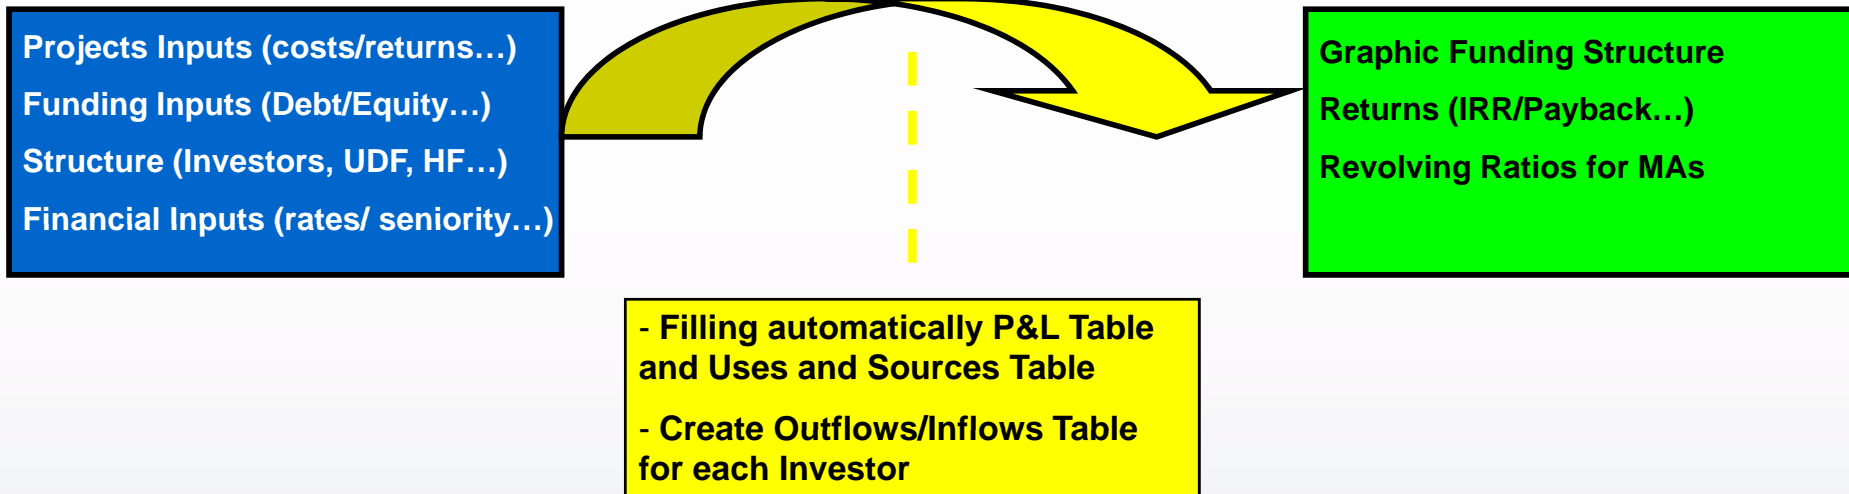 Projects Inputs (costs/returns…)
Funding Inputs (Debt/Equity…)
Structure (Investors, UDF, HF…)
Financial Inputs (rates/ seniority…)
Graphic Funding Structure
Returns (IRR/Payback…)
Revolving Ratios for MAs
- Filling automatically P&L Table
and Uses and Sources Table
- Create Outflows/Inflows Table
for each Investor